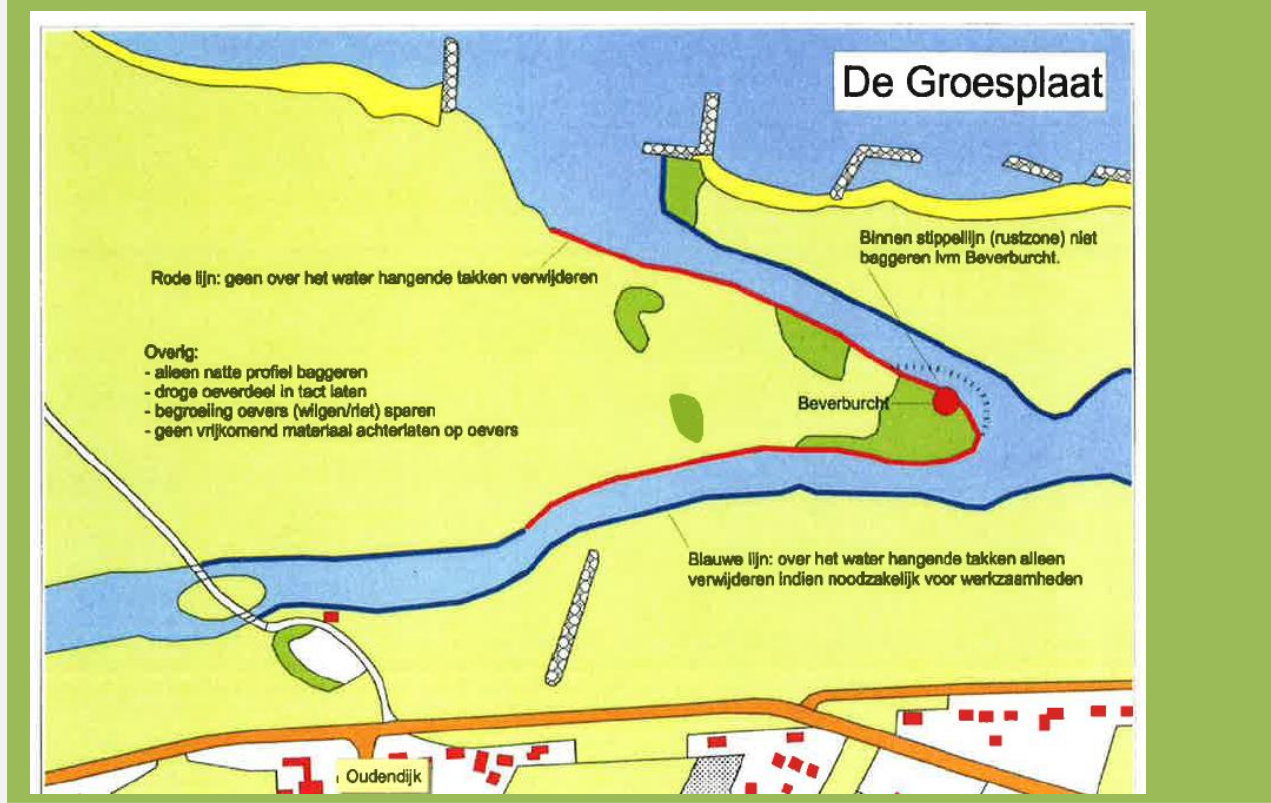 De Groesplaat
Binnen stippellijn (rustzone) niet
baggeren ivm Beverburcht.
Rode lijn: geen over het water hangende takken verwijderen
Overig:
- alleen natte profiel baggeren
- droge oeverdeel in tact laten
- begroeiing oevers (wilgen/riet) sparen
- geen vrijkomend materiaal achterlaten op oevers
Beverburcht
Blauwe lijn: over het water hangende takken alleen
verwijderen indien noodzakelijk voor werkzaamheden
Oudendijk